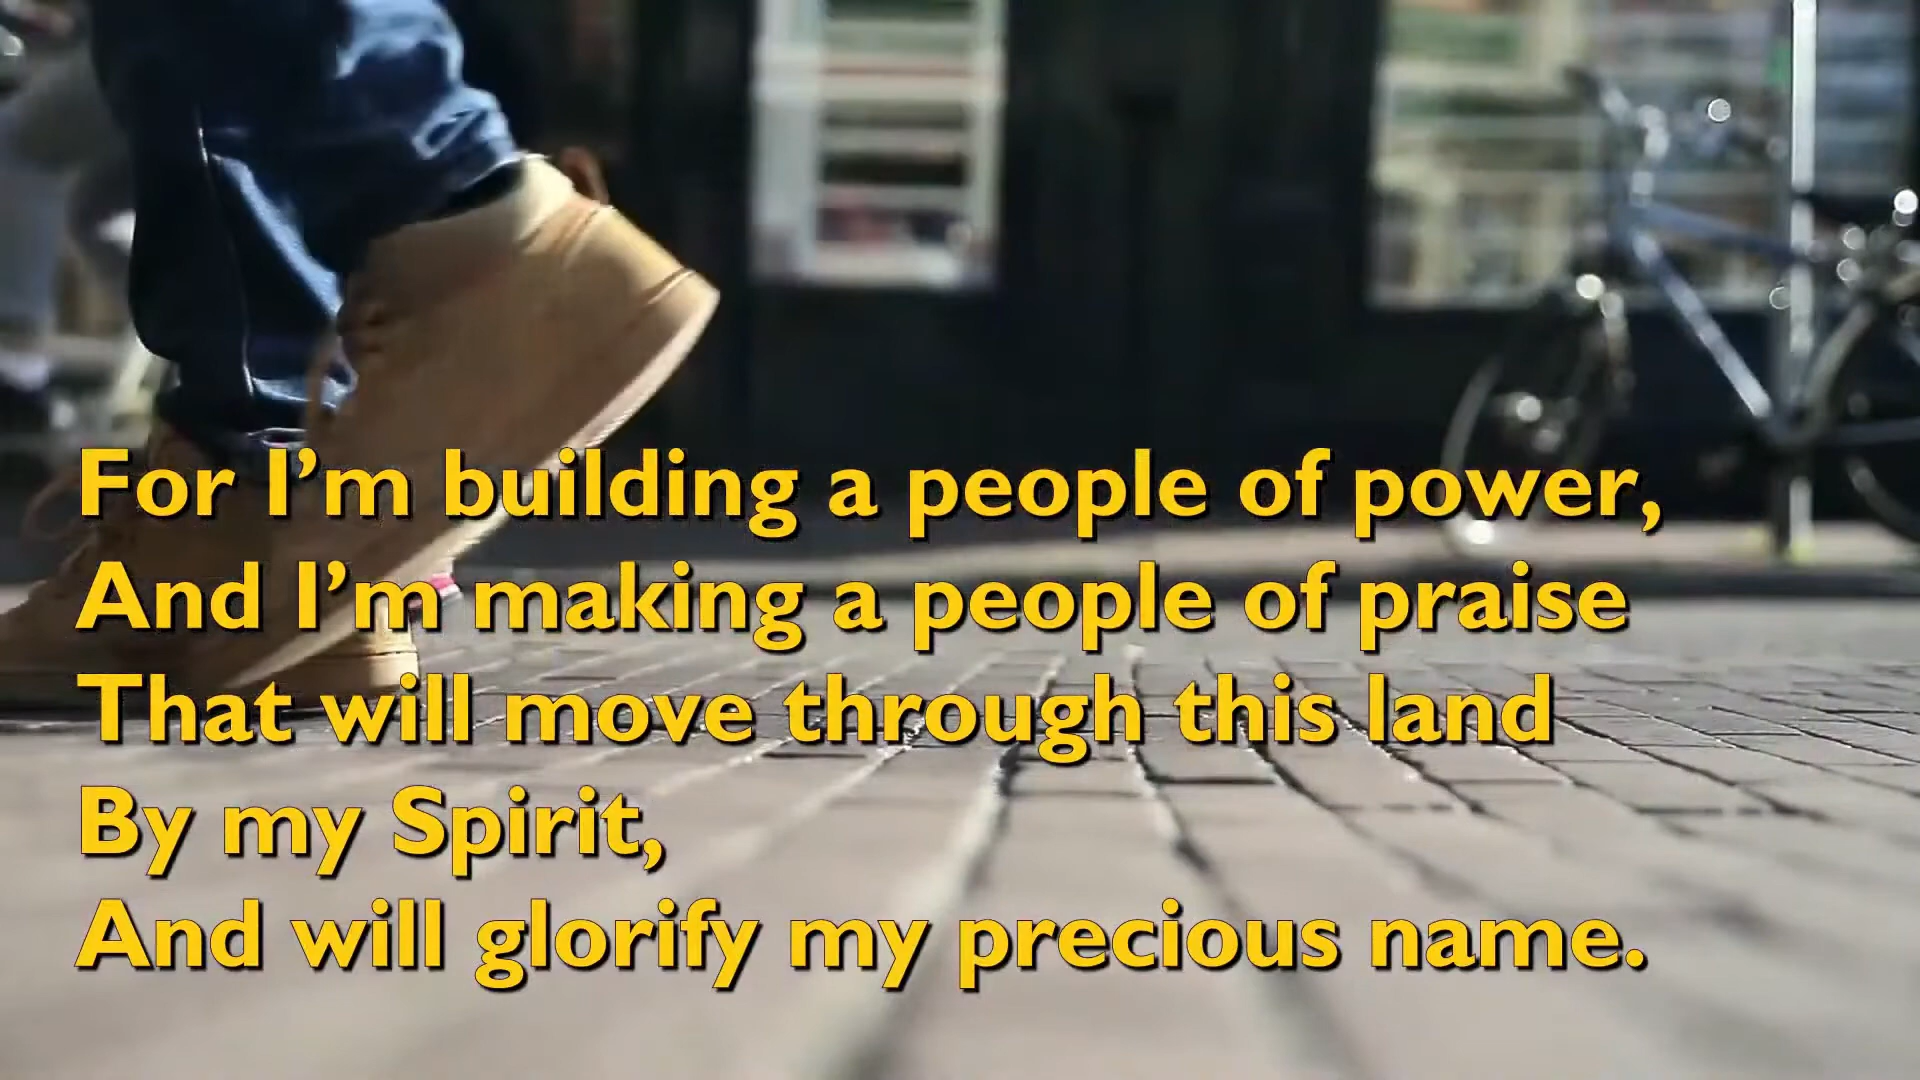 For I’m building a people of power,
And I’m making a people of praise
That will move through this land
By my Spirit,
And will glorify my precious name.